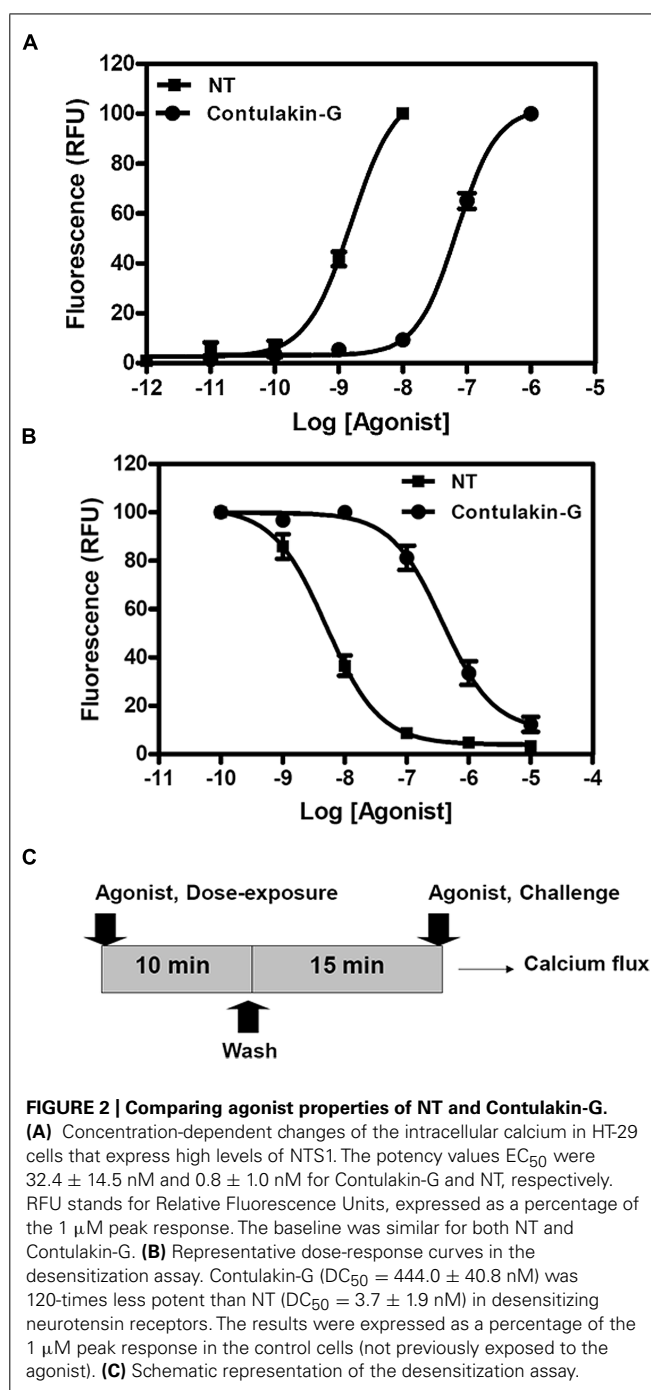 A
120
100
80
60
40
20
0
Fluorescence (RFU)
NT
Contulakin-G
-12 -11 -10 -9 -8 -7 -6 -5
Log [Agonist]
B
120
100
80
60
40
20
0
Fluorescence (RFU)
NT
Contulakin-G
-11 -10 -9 -8 -7 -6 -5 -4
Log [Agonist]
C
Agonist, Dose-exposure
Agonist, Challenge
10 min
15 min
Calcium flux
Wash
FIGURE 2 | Comparing agonist properties of NT and Contulakin-G.
(A) Concentration-dependent changes of the intracellular calcium in HT-29
cells that express high levels of NTS1. The potency values EC50 were
32.4 ± 14.5 nM and 0.8 ± 1.0 nM for Contulakin-G and NT, respectively.
RFU stands for Relative Fluorescence Units, expressed as a percentage of
the 1 μM peak response. The baseline was similar for both NT and
Contulakin-G. (B) Representative dose-response curves in the
desensitization assay. Contulakin-G (DC50 = 444.0 ± 40.8 nM) was
120-times less potent than NT (DC50 = 3.7 ± 1.9 nM) in desensitizing
neurotensin receptors. The results were expressed as a percentage of the
1 μM peak response in the control cells (not previously exposed to the
agonist). (C) Schematic representation of the desensitization assay.